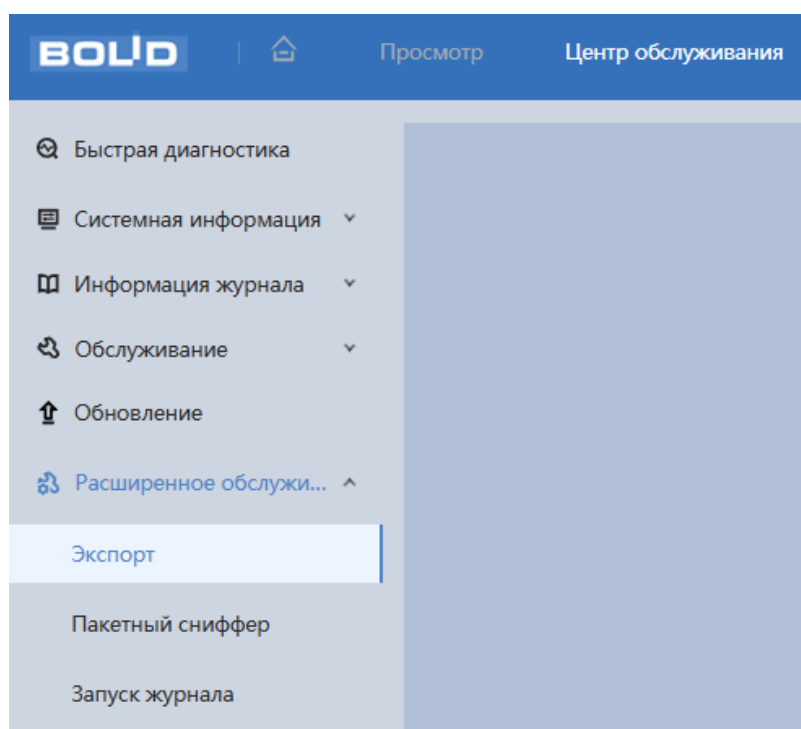 BOLID
Просмотр
Центр обслуживания
Быстрая диагностика
Системная информация
Информация журнала
Обслуживание
Обновление
Расширенное обслужи...
Экспорт
Пакетный сниффер
Запуск журнала